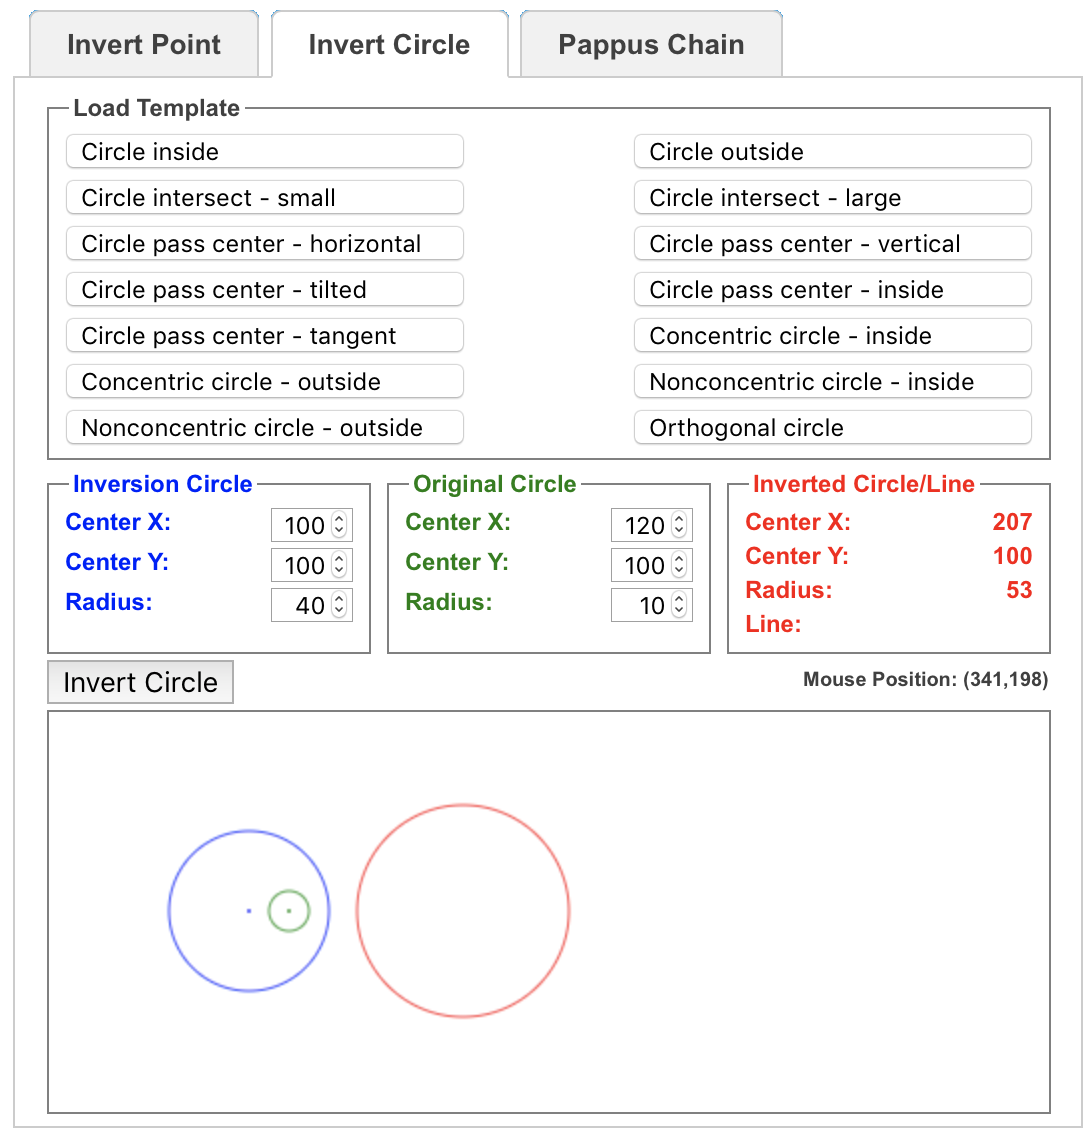 Invert Point Invert Circle Pappus Chain
Load Template
Circle inside Circle outside
Circle intersect - small Circle intersect - large
Circle pass center - horizontal Circle pass center - vertical
Circle pass center - tilted Circle pass center - inside
Circle pass center - tangent Concentric circle - inside
Concentric circle - outside Nonconcentric circle - inside
Nonconcentric circle - outside Orthogonal circle
Inversion Circle
Center X: 100
Center Y: 100
Radius: 40
Original Circle
Center X: 120
Center Y: 100
Radius: 10
Inverted Circle/Line
Center X: 207
Center Y: 100
Radius: 53
Line:
Invert Circle
Mouse Position: (341,198)